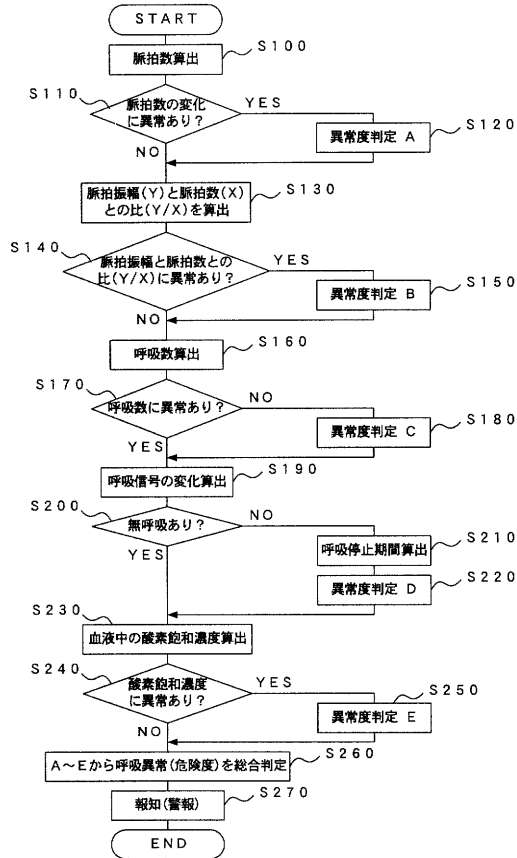 START
脈拍数算出
S100
S110
脈拍数の変化
に異常あり?
YES
異常度判定 A
S120
NO
脈拍振幅(Y)と脈拍数(X)
との比(Y/X)を算出
S130
S140
脈拍振幅と脈拍数との
比(Y/X)に異常あり?
YES
異常度判定 B
S150
NO
呼吸数算出
S160
S170
呼吸数に異常あり?
NO
異常度判定 C
S180
YES
呼吸信号の変化算出
S190
S200
無呼吸あり?
NO
呼吸停止期間算出
S210
YES
異常度判定 D
S220
S230
血液中の酸素飽和濃度算出
S240
酸素飽和濃度
に異常あり?
YES
異常度判定 E
S250
NO
A~Eから呼吸異常(危険度)を総合判定
S260
報知(警報)
S270
END